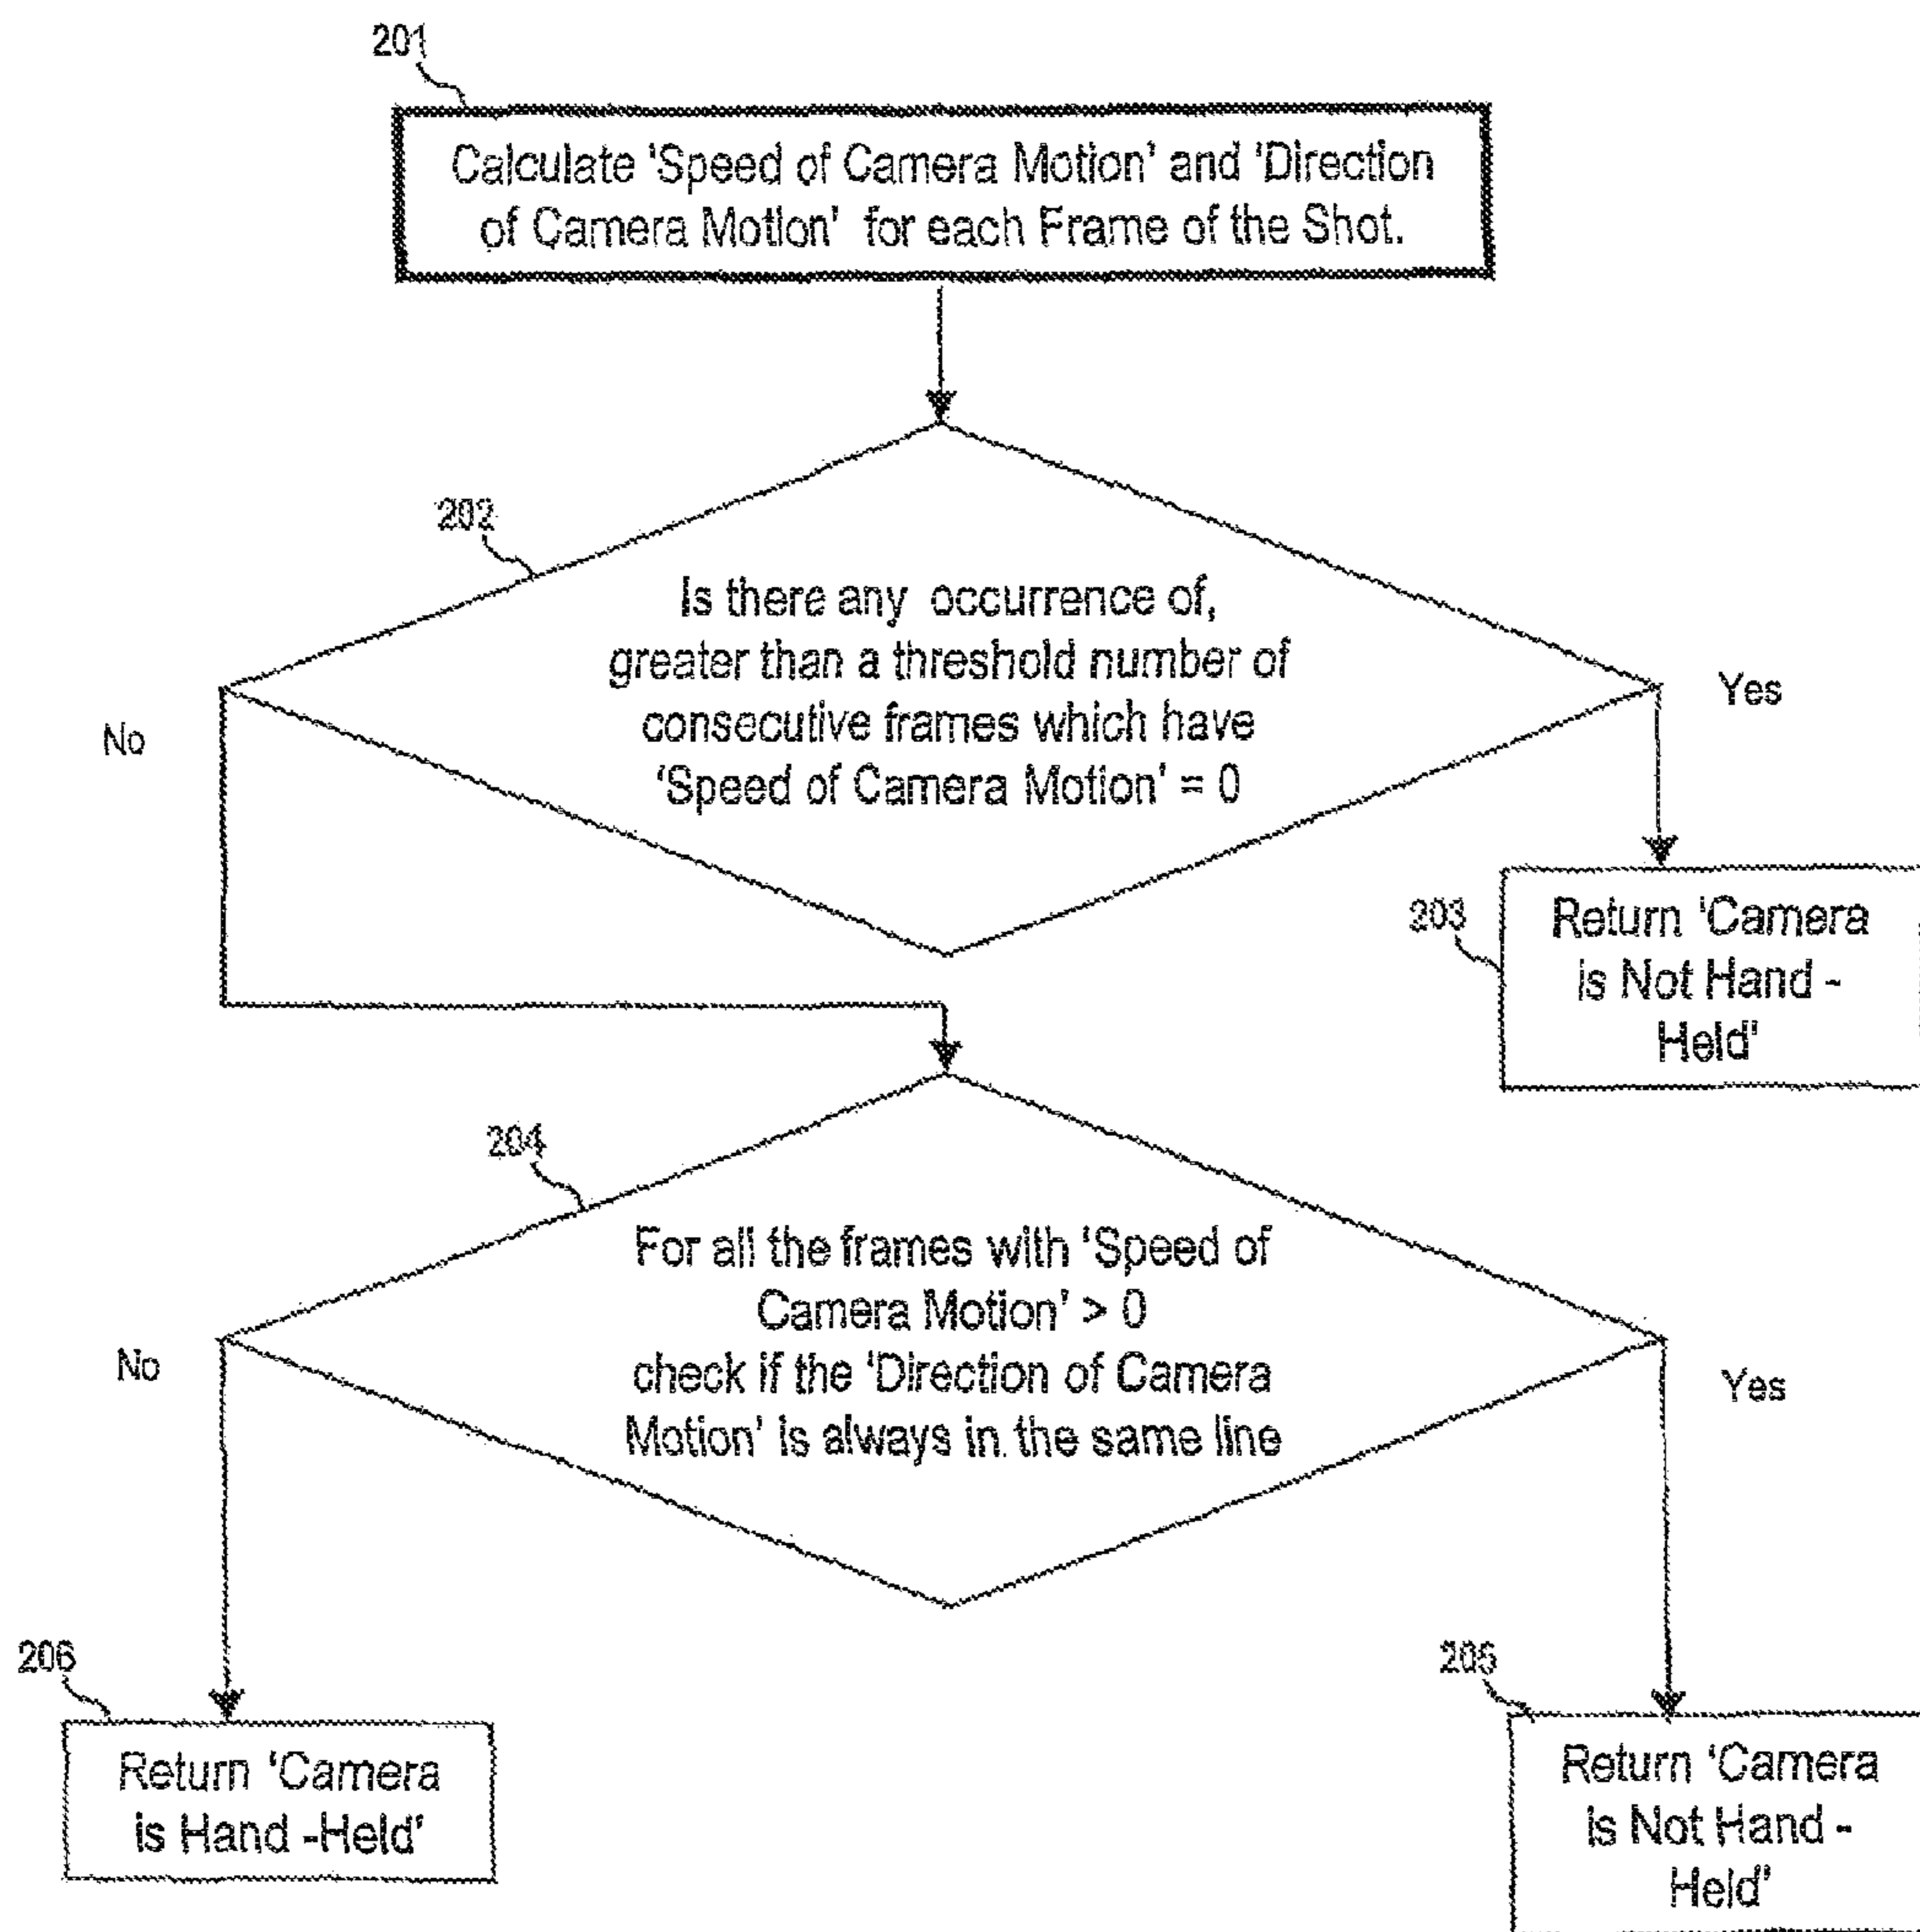 201
Calculate 'Speed of Camera Motion' and 'Direction
of Camera Motion' for each Frame of the Shot.
202
Is there any occurrence of,
greater than a threshold number of
consecutive frames which have
'Speed of Camera Motion' = 0
No
Yes
203
Return 'Camera
is Not Hand -
Held'
204
For all the frames with 'Speed of
Camera Motion' > 0
check if the 'Direction of Camera
Motion' is always in the same line
No
Yes
206
Return 'Camera
is Hand -Held'
205
Return 'Camera
is Not Hand -
Held'